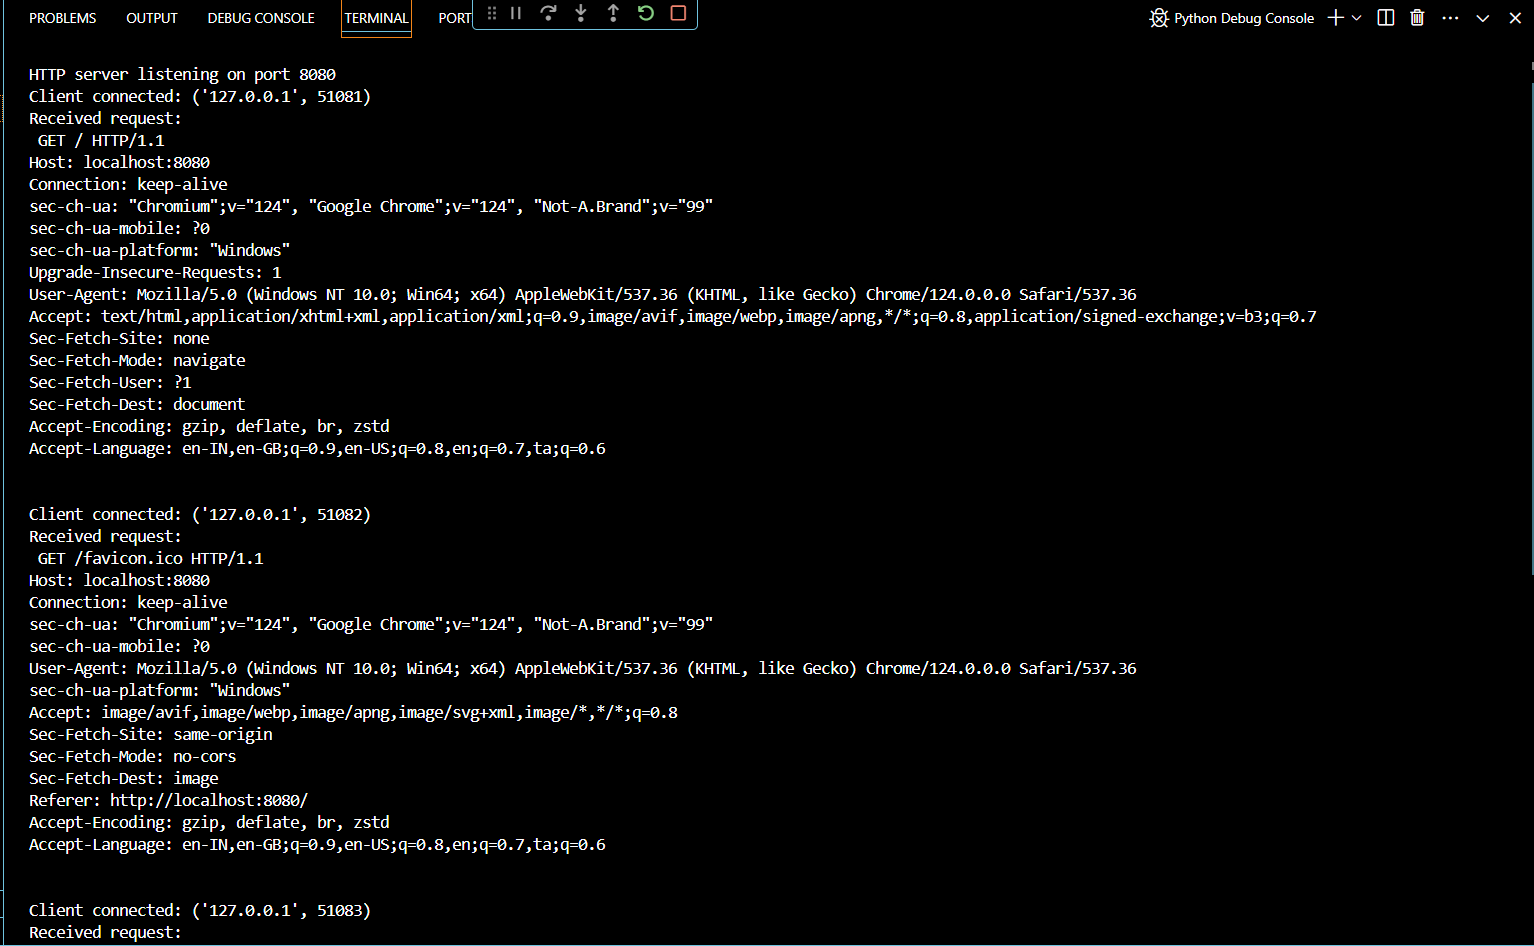 PROBLEMS OUTPUT DEBUG CONSOLE TERMINAL PORT Python Debug Console
HTTP server listening on port 8080
Client connected: ('127.0.0.1', 51081)
Received request:
 GET / HTTP/1.1
Host: localhost:8080
Connection: keep-alive
sec-ch-ua: "Chromium";v="124", "Google Chrome";v="124", "Not-A.Brand";v="99"
sec-ch-ua-mobile: ?0
sec-ch-ua-platform: "Windows"
Upgrade-Insecure-Requests: 1
User-Agent: Mozilla/5.0 (Windows NT 10.0; Win64; x64) AppleWebKit/537.36 (KHTML, like Gecko) Chrome/124.0.0.0 Safari/537.36
Accept: text/html,application/xhtml+xml,application/xml;q=0.9,image/avif,image/webp,image/apng,*/*;q=0.8,application/signed-exchange;v=b3;q=0.7
Sec-Fetch-Site: none
Sec-Fetch-Mode: navigate
Sec-Fetch-User: ?1
Sec-Fetch-Dest: document
Accept-Encoding: gzip, deflate, br, zstd
Accept-Language: en-IN,en-GB;q=0.9,en-US;q=0.8,en;q=0.7,ta;q=0.6
Client connected: ('127.0.0.1', 51082)
Received request:
 GET /favicon.ico HTTP/1.1
Host: localhost:8080
Connection: keep-alive
sec-ch-ua: "Chromium";v="124", "Google Chrome";v="124", "Not-A.Brand";v="99"
sec-ch-ua-mobile: ?0
User-Agent: Mozilla/5.0 (Windows NT 10.0; Win64; x64) AppleWebKit/537.36 (KHTML, like Gecko) Chrome/124.0.0.0 Safari/537.36
sec-ch-ua-platform: "Windows"
Accept: image/avif,image/webp,image/apng,image/svg+xml,image/*,*/*;q=0.8
Sec-Fetch-Site: same-origin
Sec-Fetch-Mode: no-cors
Sec-Fetch-Dest: image
Referer: http://localhost:8080/
Accept-Encoding: gzip, deflate, br, zstd
Accept-Language: en-IN,en-GB;q=0.9,en-US;q=0.8,en;q=0.7,ta;q=0.6
Client connected: ('127.0.0.1', 51083)
Received request: